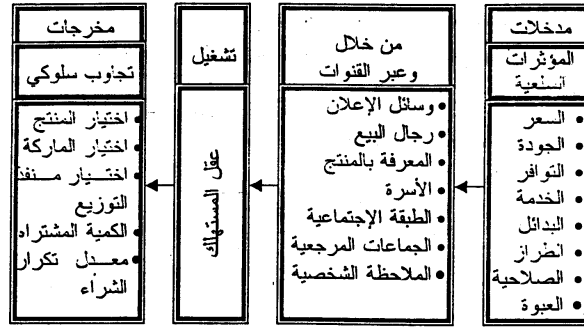 مدخلات
المؤثرات
السلعية
• السعر
• الجودة
• التوافر
• الخدمة
• البدائل
• الطراز
• الصلاحية
• العبوة
من خلال
وعبر القنوات
• وسائل الإعلان
• رجال البيع
• المعرفة بالمنتج
• الأسرة
• الطبقة الإجتماعية
• الجماعات المرجعية
• الملاحظة الشخصية
تشغيل
عقل المستهلك
مخرجات
تجاوب سلوكي
• اختيار المنتج
• اختيار الماركة
• اختيار منفذ
التوزيع
• الكمية المشتراه
• معدل تكرار
الشراء